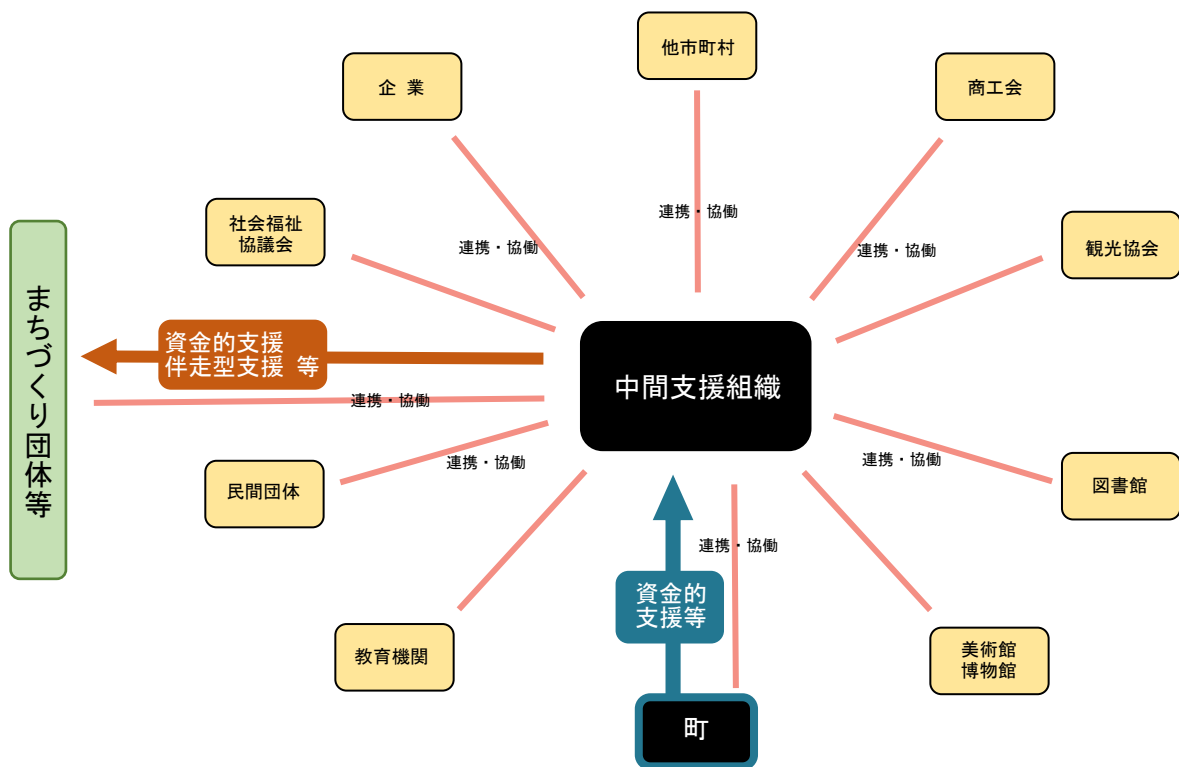 他市町村
企 業
商工会
連携・協働
社会福祉
協議会
連携・協働
連携・協働
観光協会
まちづくり団体等
資金的支援
伴走型支援 等
中間支援組織
連携・協働
民間団体
連携・協働
連携・協働
図書館
連携・協働
資金的
支援等
教育機関
美術館
博物館
町